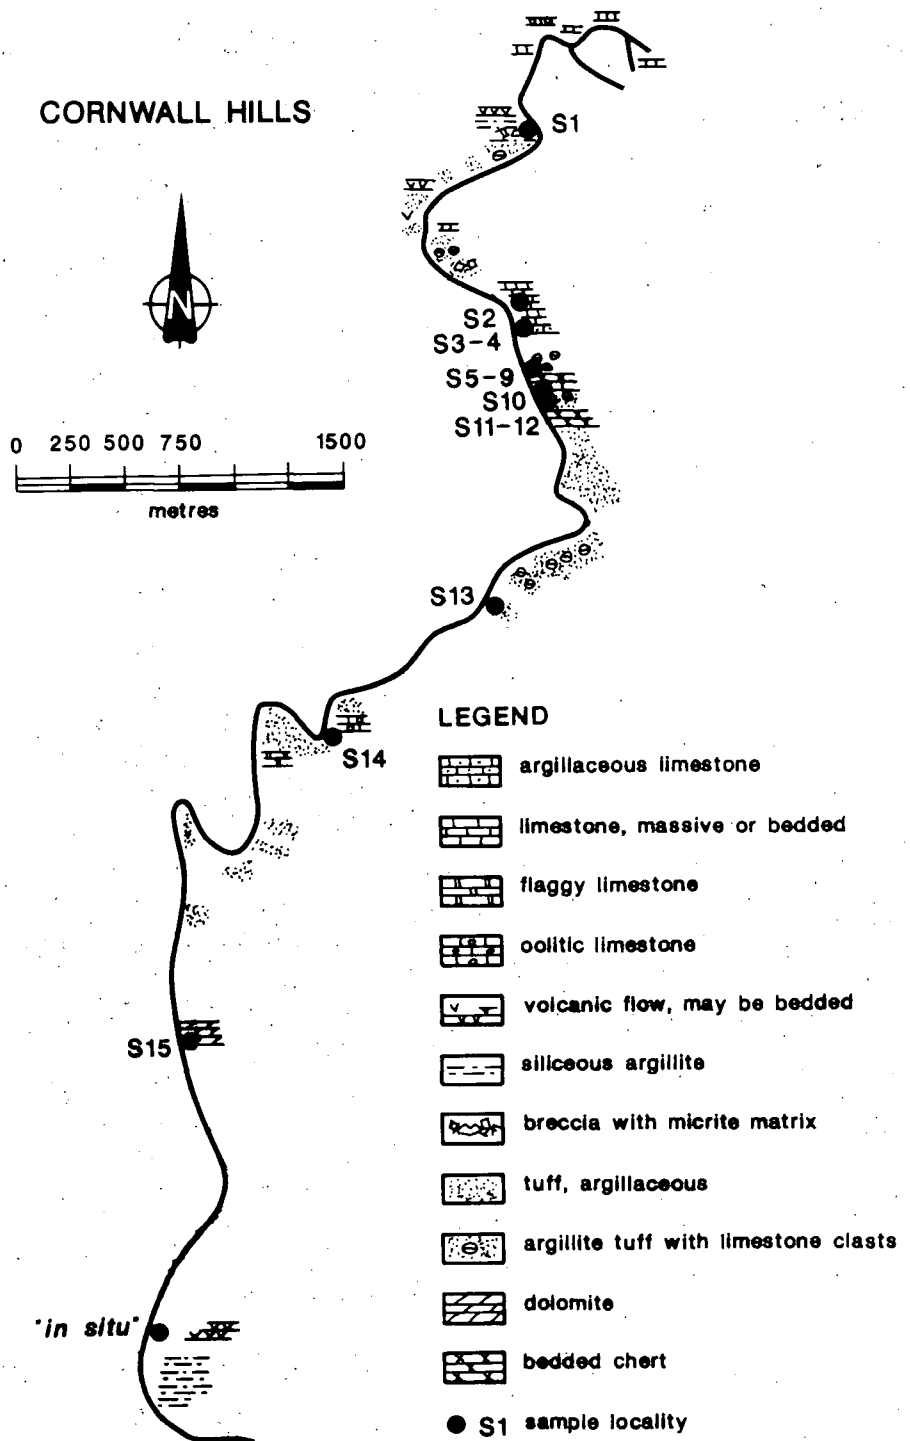 CORNWALL HILLS
S1
N
S2
S3-4
S5-9
S10
S11-12
0 250 500 750 1500
metres
S13
S14
S15
"in situ"
LEGEND
argillaceous limestone
limestone, massive or bedded
flaggy limestone
oolitic limestone
volcanic flow, may be bedded
siliceous argillite
breccia with micrite matrix
tuff, argillaceous
argillite tuff with limestone clasts
dolomite
bedded chert
S1 sample locality